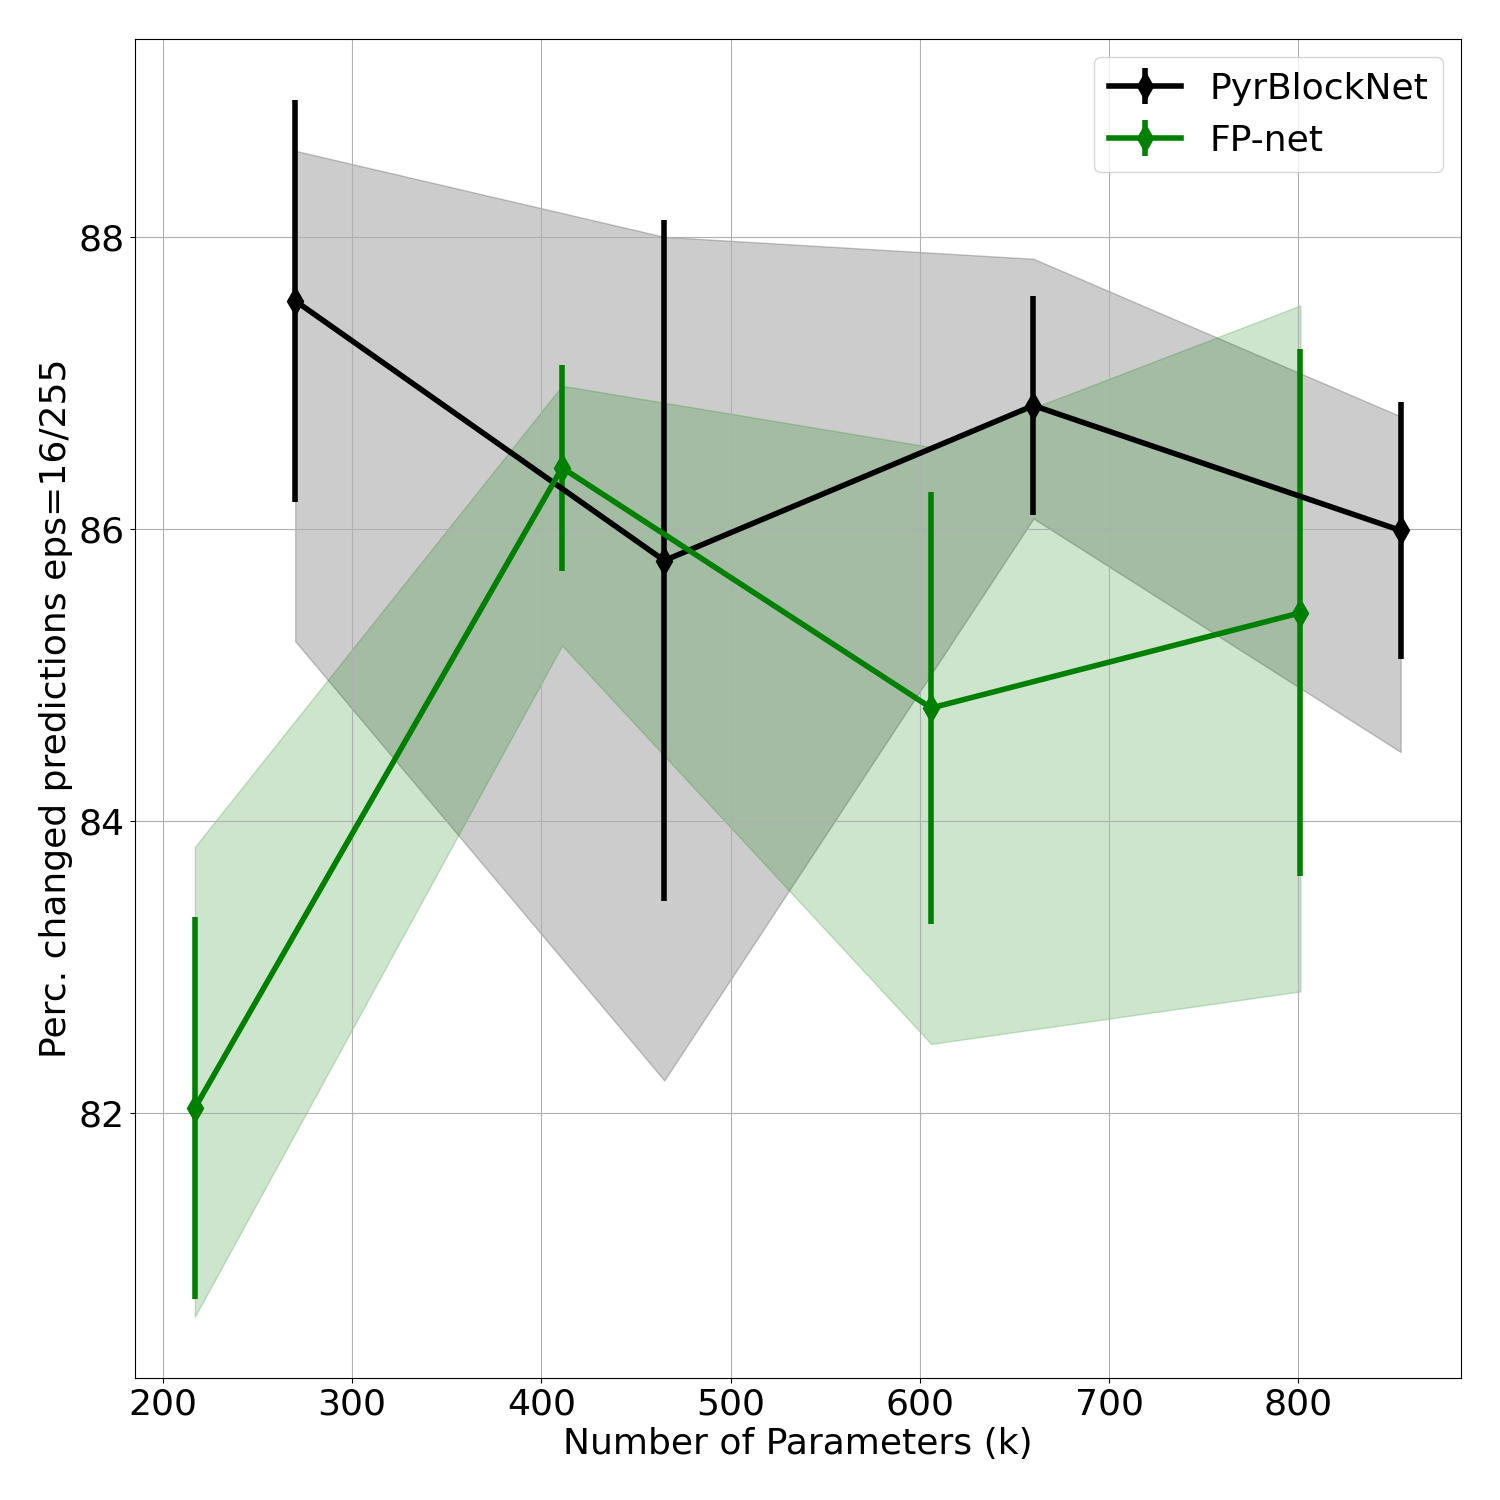 PyrBlockNet
FP-net
88
86
84
82
Perc. changed predictions eps=16/255
200 300 400 500 600 700 800
Number of Parameters (k)